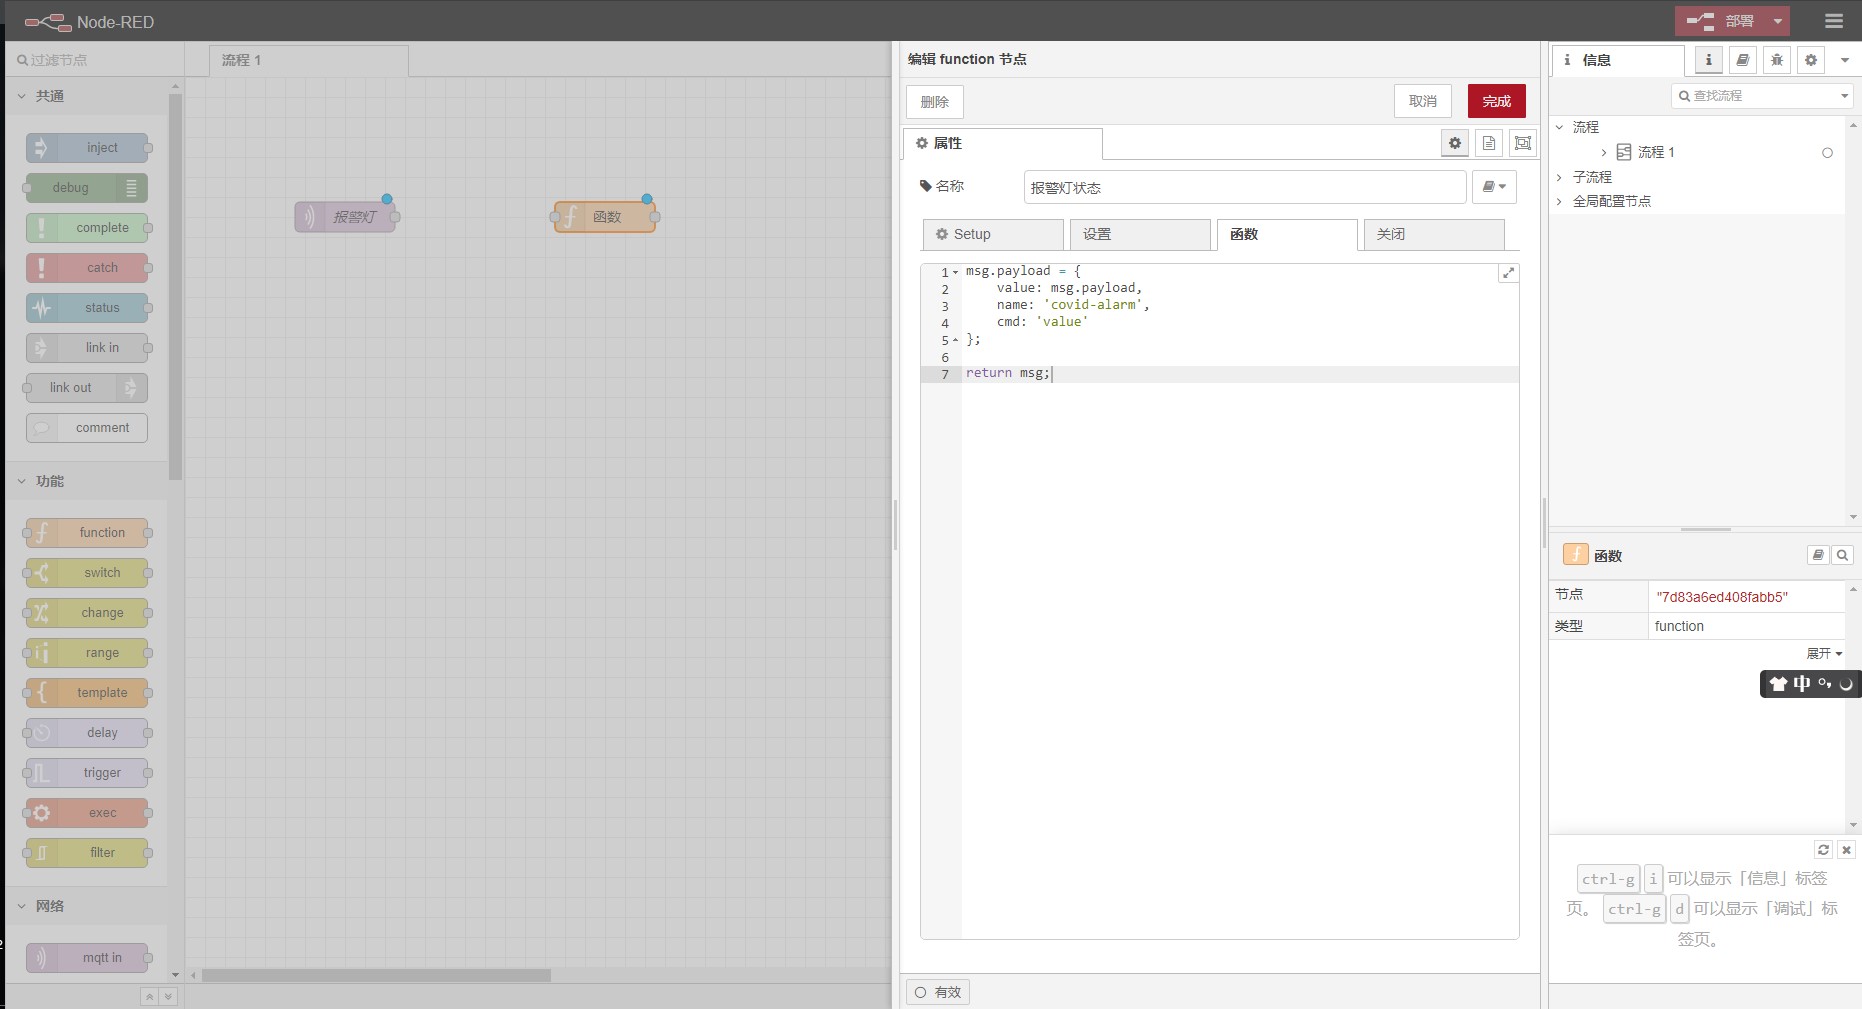 Node-RED
部署
过滤节点
共通
inject
debug
complete
catch
status
link in
link out
comment
功能
function
switch
change
range
template
delay
trigger
exec
filter
网络
mqtt in
流程 1
报警灯
函数
编辑 function 节点
删除
取消
完成
属性
名称
报警灯状态
Setup
设置
函数
关闭
1 msg.payload = {
2 value: msg.payload,
3 name: 'covid-alarm',
4 cmd: 'value'
5 };
6
7 return msg;
有效
信息
查找流程
流程
流程 1
子流程
全局配置节点
函数
节点 "7d83a6ed408fabb5"
类型 function
展开
中
ctrl-g i 可以显示「信息」标签
页。 ctrl-g d 可以显示「调试」标
签页。
2